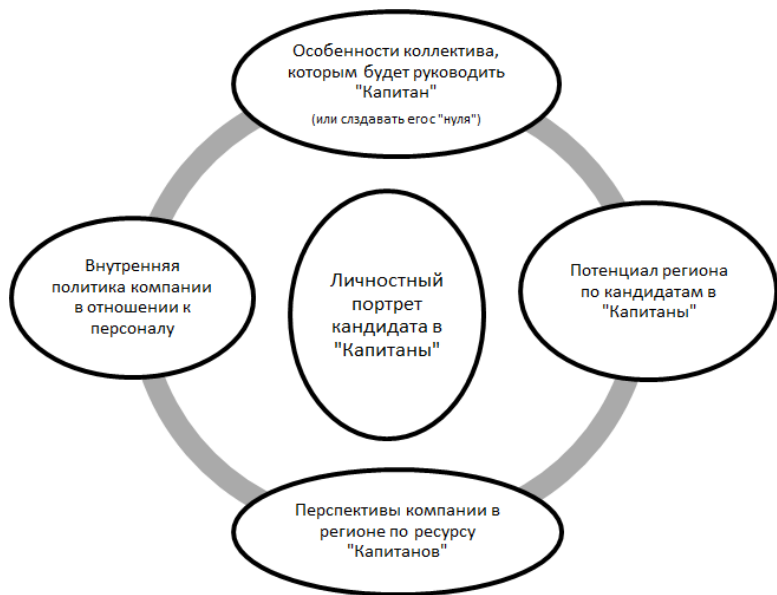 Особенности коллектива,
которым будет руководить
"Капитан"
(или слздавать его с "нуля")
Внутренняя
политика компании
в отношении к
персоналу
Личностный
портрет
кандидата в
"Капитаны"
Потенциал региона
по кандидатам в
"Капитаны"
Перспективы компании в
регионе по ресурсу
"Капитанов"